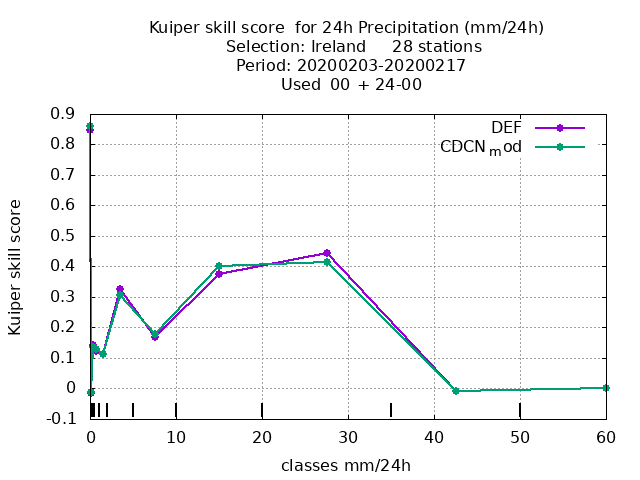 Kuiper skill score for 24h Precipitation (mm/24h)
Selection: Ireland 28 stations
Period: 20200203-20200217
Used 00 + 24-00
DEF
CDCN_mod
0.9
0.8
0.7
0.6
0.5
0.4
0.3
0.2
0.1
0
-0.1
Kuiper skill score
0 10 20 30 40 50 60
classes mm/24h